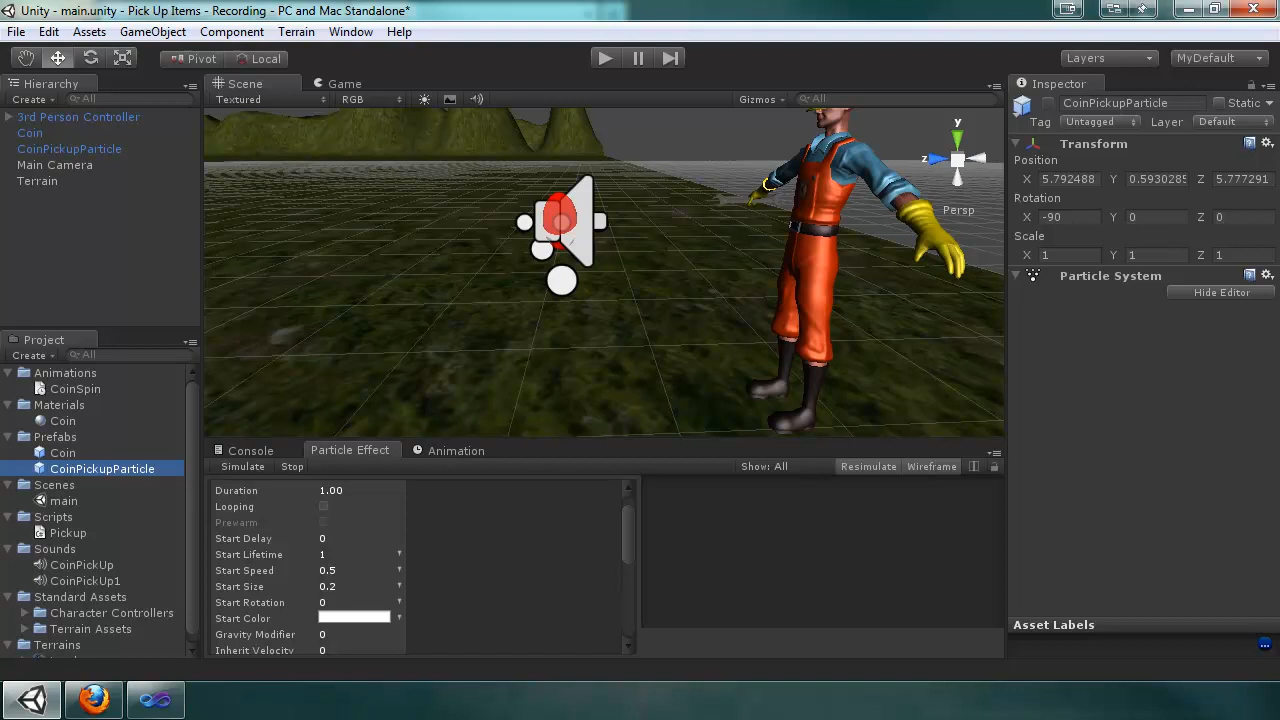 Unity - main.unity - Pick Up Items - Recording - PC and Mac Standalone*
File Edit Assets GameObject Component Terrain Window Help
Pivot Local Layers MyDefault
Hierarchy
Create All
3rd Person Controller
Coin
CoinPickupParticle
Main Camera
Terrain
Project
Create All
Animations
CoinSpin
Materials
Coin
Prefabs
Coin
CoinPickupParticle
Scenes
main
Scripts
Pickup
Sounds
CoinPickUp
CoinPickUp1
Standard Assets
Character Controllers
Terrain Assets
Terrains
Scene Game
Textured RGB Gizmos All
y
z
Persp
Console Particle Effect Animation
Simulate Stop Show: All Resimulate Wireframe
Duration 1.00
Looping
Prewarm
Start Delay 0
Start Lifetime 1
Start Speed 0.5
Start Size 0.2
Start Rotation 0
Start Color
Gravity Modifier 0
Inherit Velocity 0
Inspector
CoinPickupParticle Static
Tag Untagged Layer Default
Transform
Position
X 5.792488 Y 0.5930285 Z 5.777291
Rotation
X -90 Y 0 Z 0
Scale
X 1 Y 1 Z 1
Particle System
Hide Editor
Asset Labels